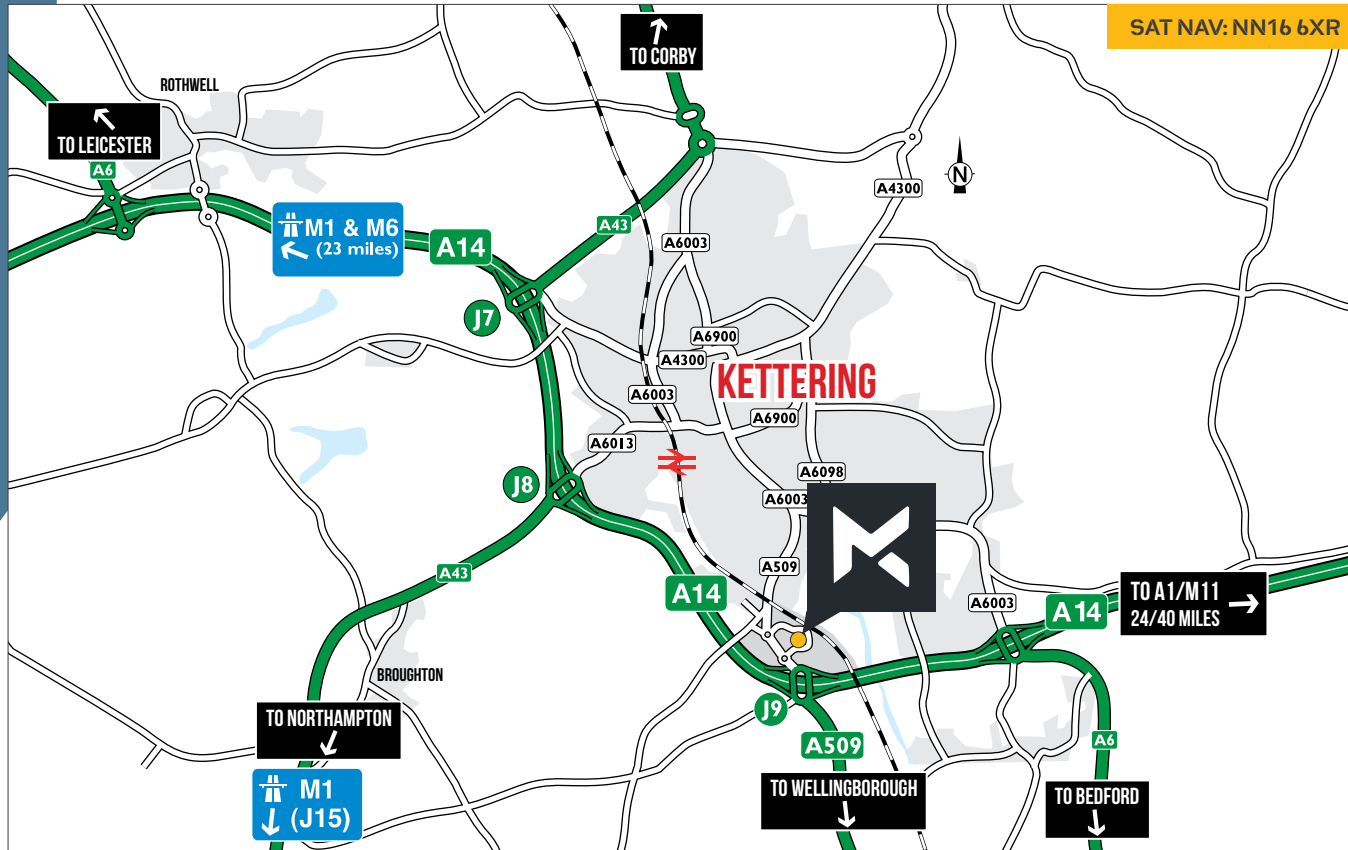 SAT NAV: NN16 6XR
TO CORBY
ROTHWELL
TO LEICESTER
A6
M1 & M6
(23 miles)
A14
A43
A6003
A4300
N
J7
A6900
A4300
KETTERING
A6003
A6900
A6013
J8
A6098
A6003
A509
A43
A14
A6003
A14
TO A1/M11
24/40 MILES
BROUGHTON
J9
TO NORTHAMPTON
A509
A6
M1
(J15)
TO WELLINGBOROUGH
TO BEDFORD